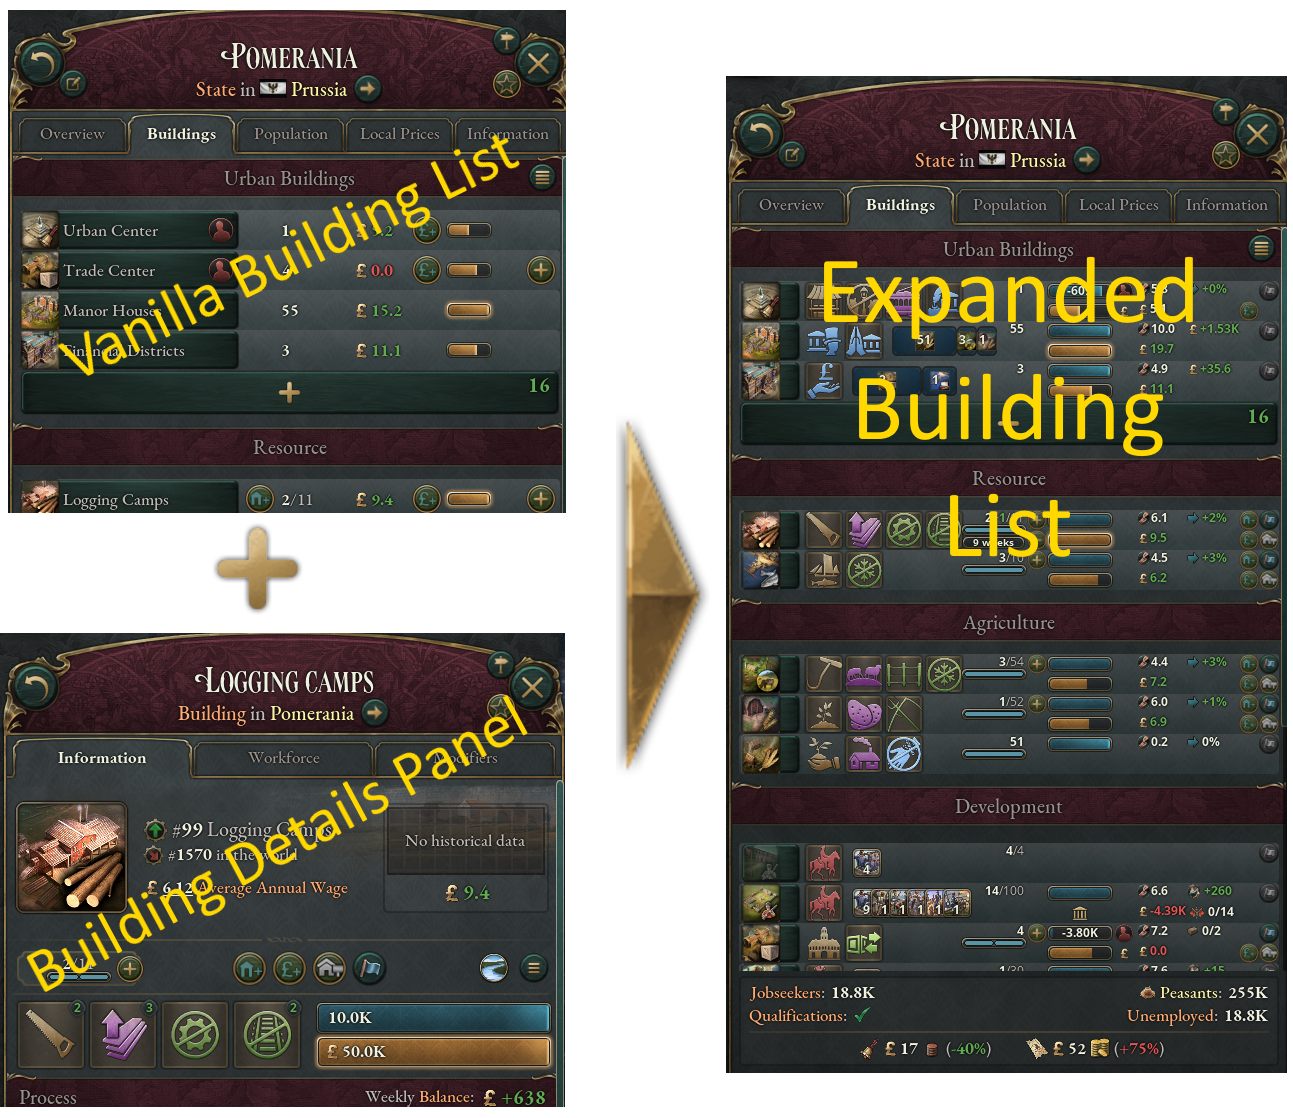 POMERANIA
State in Prussia
Overview Buildings Population Local Prices Information
Urban Buildings
Vanilla Building List
Urban Center 1
Trade Center £ 0.0
Manor Houses 55 £ 15.2
Financial Districts 3 £ 11.1
16
Resource
Logging Camps 2/11 £ 9.4
LOGGING CAMPS
Building in Pomerania
Information Workforce Modifiers
Building Details Panel
#99 Logging Camps
#1570 in the world
£ 6.12 Average Annual Wage
No historical data
£ 9.4
2/11
2 3 2
10.0K
£ 50.0K
Process Weekly Balance: £ +638
POMERANIA
State in Prussia
Overview Buildings Population Local Prices Information
Urban Buildings
Expanded
Building
List
+0%
55 10.0 £ +1.53K
51 3 1
£ 19.7
3 4.9 £ +35.6
1 £ 11.1
16
Resource
6.1 +2%
9 weeks £ 9.5
3/10 4.5 +3%
£ 6.2
Agriculture
3/54 4.4 +3%
£ 7.2
1/52 6.0 +1%
£ 6.9
51 0.2 0%
Development
4/4
4
14/100 6.6 +260
9 1 1 1 1 1
£ -4.39K 0/14
4 -3.80K 7.2 0/2
£ £ 0.0
1/30 7.6 +15
Jobseekers: 18.8K Peasants: 255K
Qualifications: Unemployed: 18.8K
£ 17 (-40%) £ 52 (+75%)